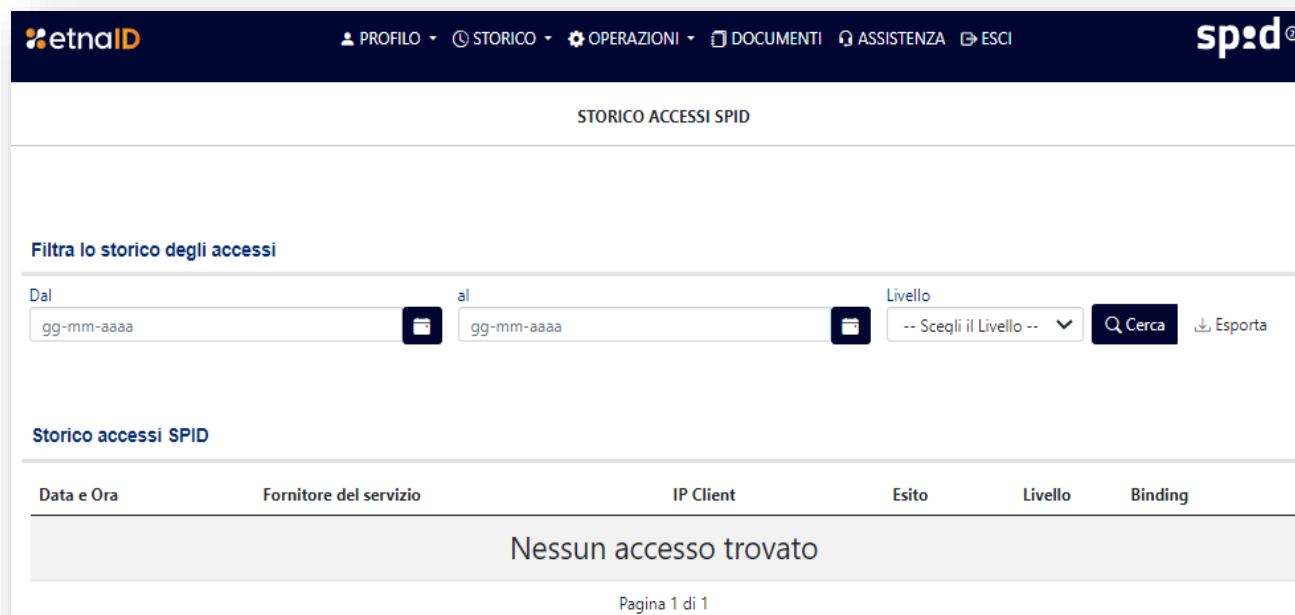 etnaID PROFILO STORICO OPERAZIONI DOCUMENTI ASSISTENZA ESCI spid
STORICO ACCESSI SPID
Filtra lo storico degli accessi
Dal al Livello
gg-mm-aaaa gg-mm-aaaa -- Scegli il Livello -- Cerca Esporta
Storico accessi SPID
Data e Ora Fornitore del servizio IP Client Esito Livello Binding
Nessun accesso trovato
Pagina 1 di 1